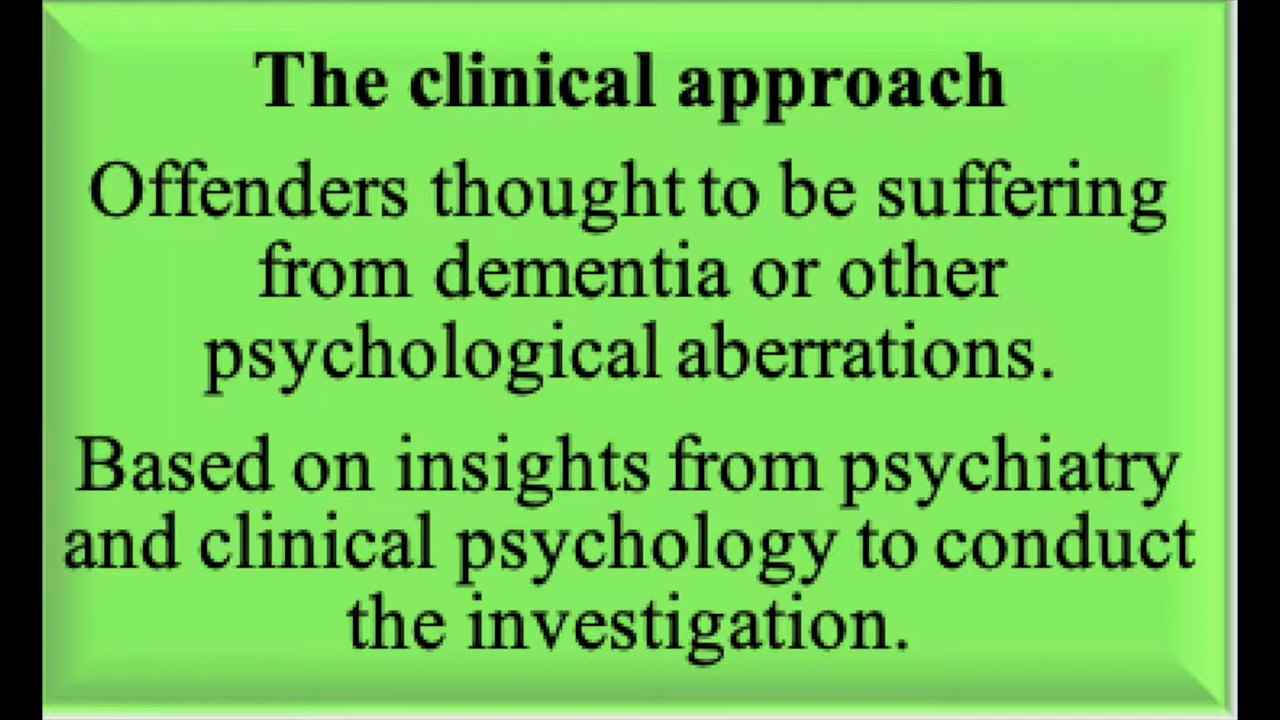 The clinical approach
Offenders thought to be suffering
from dementia or other
psychological aberrations.
Based on insights from psychiatry
and clinical psychology to conduct
the investigation.